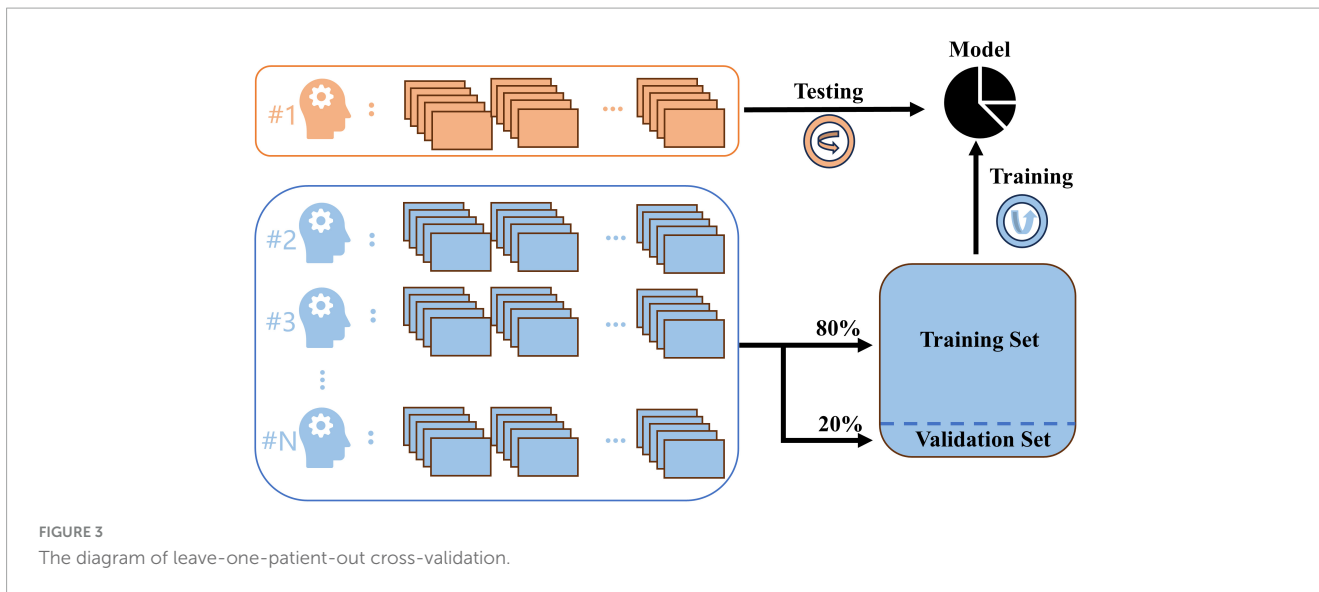 Model
#1
:
...
Testing
Training
#2
:
...
#3
:
...
80%
Training Set
⋮
20%
#N
:
...
Validation Set
FIGURE 3
The diagram of leave-one-patient-out cross-validation.